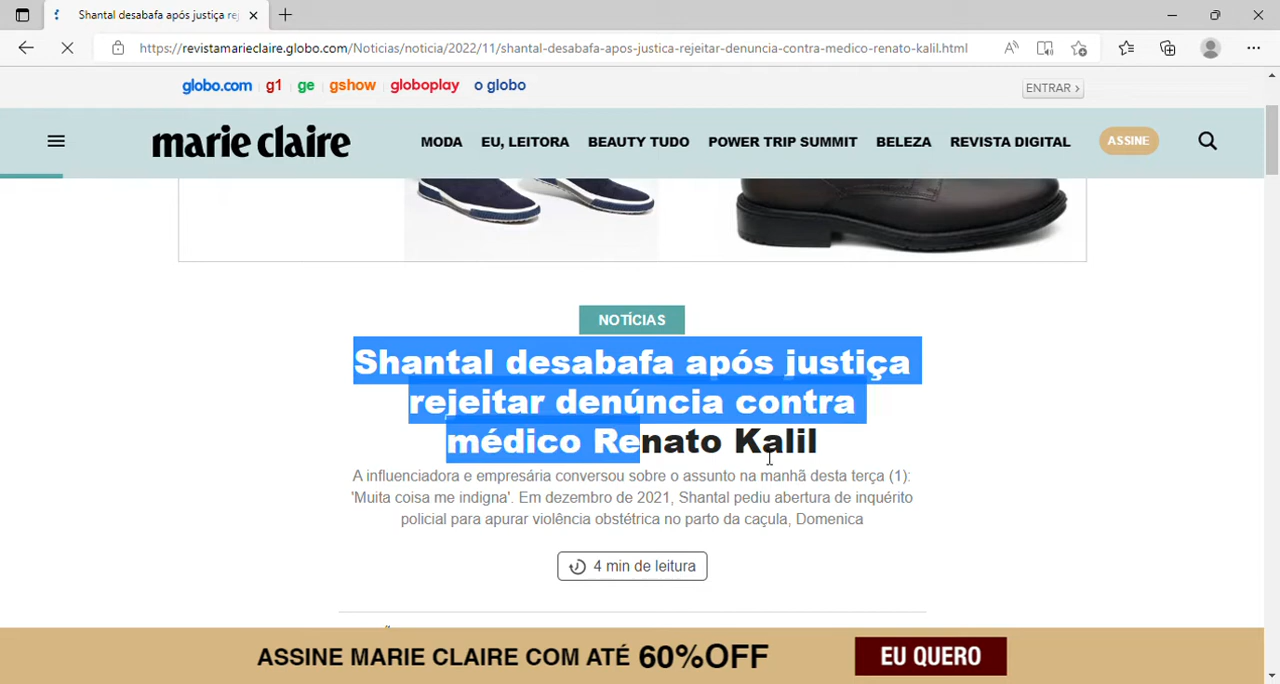 Shantal desabafa após justiça rej
https://revistamarieclaire.globo.com/Noticias/noticia/2022/11/shantal-desabafa-apos-justica-rejeitar-denuncia-contra-medico-renato-kalil.html
globo.com g1 ge gshow globoplay o globo ENTRAR >
marie claire MODA EU, LEITORA BEAUTY TUDO POWER TRIP SUMMIT BELEZA REVISTA DIGITAL ASSINE
NOTÍCIAS
Shantal desabafa após justiça
rejeitar denúncia contra
médico Renato Kalil
A influenciadora e empresária conversou sobre o assunto na manhã desta terça (1):
'Muita coisa me indigna'. Em dezembro de 2021, Shantal pediu abertura de inquérito
policial para apurar violência obstétrica no parto da caçula, Domenica
4 min de leitura
ASSINE MARIE CLAIRE COM ATÉ 60%OFF EU QUERO